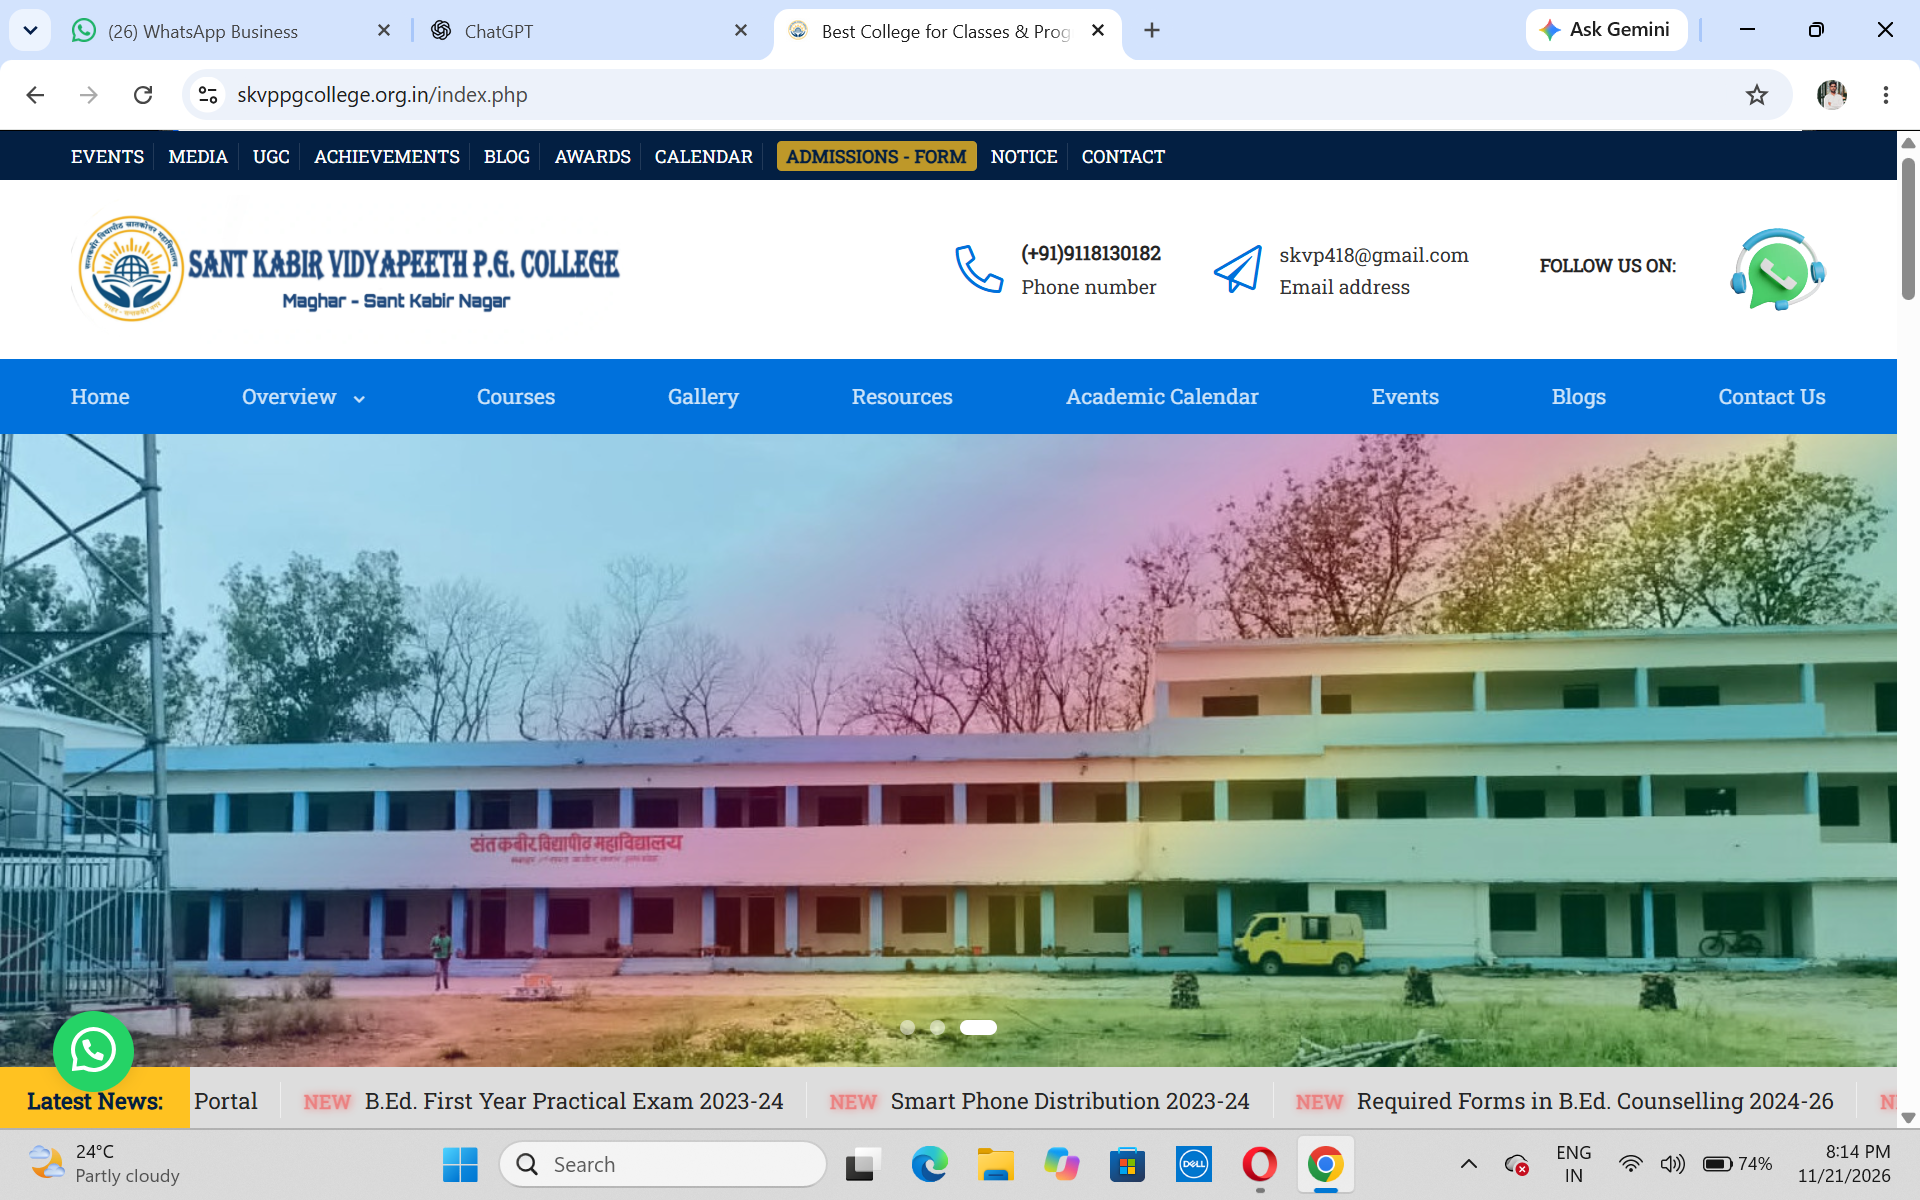 (26) WhatsApp Business
ChatGPT
Best College for Classes & Prog
Ask Gemini
skvppgcollege.org.in/index.php
EVENTS MEDIA UGC ACHIEVEMENTS BLOG AWARDS CALENDAR ADMISSIONS - FORM NOTICE CONTACT
SANT KABIR VIDYAPEETH P.G. COLLEGE
Maghar - Sant Kabir Nagar
(+91)9118130182
Phone number
skvp418@gmail.com
Email address
FOLLOW US ON:
Home Overview Courses Gallery Resources Academic Calendar Events Blogs Contact Us
संत कबीर विद्यापीठ महाविद्यालय
Latest News: Portal NEW B.Ed. First Year Practical Exam 2023-24 NEW Smart Phone Distribution 2023-24 NEW Required Forms in B.Ed. Counselling 2024-26 N
24°C
Partly cloudy
Search
DELL
ENG
IN
74%
8:14 PM
11/21/2026